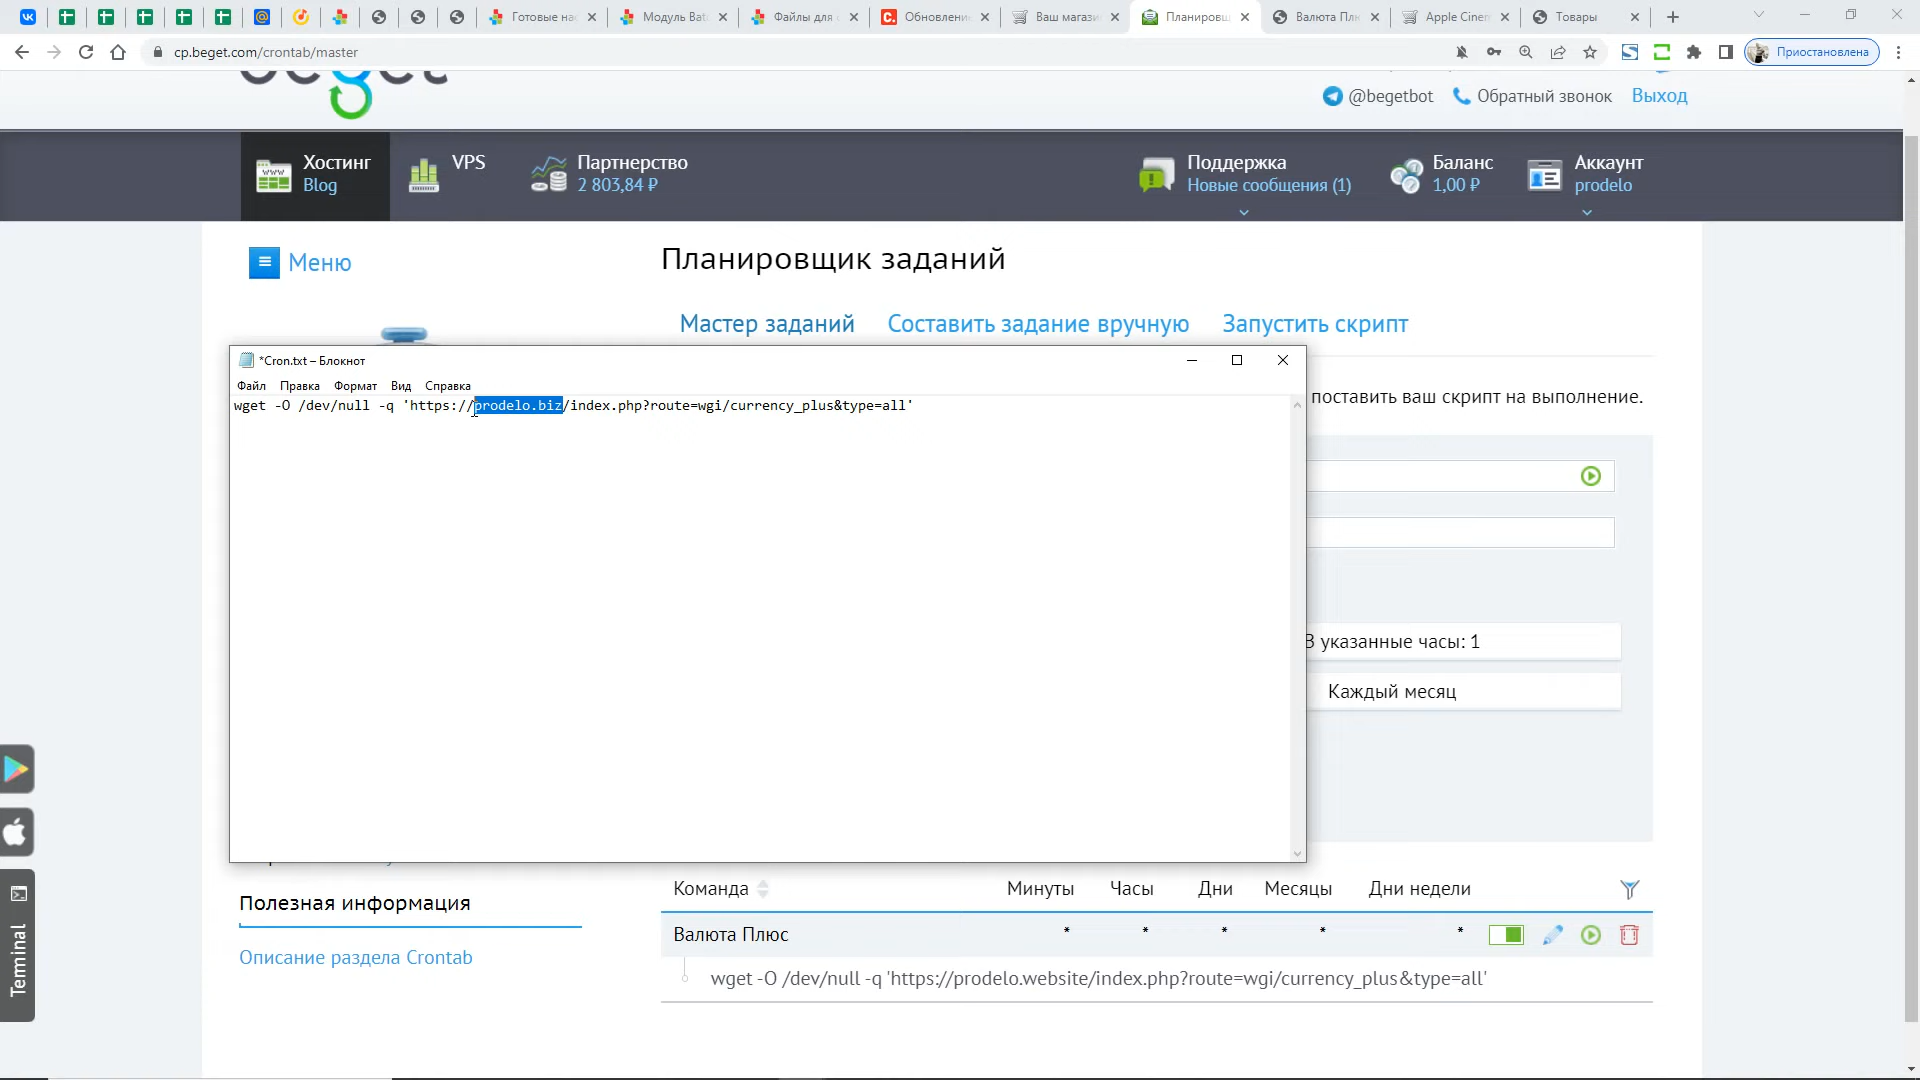 Готовые на
Модуль Bat
Файлы для
Обновлени
Ваш магази
Планировщ
Валюта Пл
Apple Cine
Товары
cp.beget.com/crontab/master
Приостановлена
beget
@begetbot
Обратный звонок
Выход
Хостинг
Blog
VPS
Партнерство
2 803,84 ₽
Поддержка
Новые сообщения (1)
Баланс
1,00 ₽
Аккаунт
prodelo
Меню
Планировщик заданий
Мастер заданий
Составить задание вручную
Запустить скрипт
*Cron.txt – Блокнот
Файл Правка Формат Вид Справка
wget -O /dev/null -q 'https://prodelo.biz/index.php?route=wgi/currency_plus&type=all'
поставить ваш скрипт на выполнение.
В указанные часы: 1
Каждый месяц
Terminal
Полезная информация
Описание раздела Crontab
Команда Минуты Часы Дни Месяцы Дни недели
Валюта Плюс * * * * *
wget -O /dev/null -q 'https://prodelo.website/index.php?route=wgi/currency_plus&type=all'